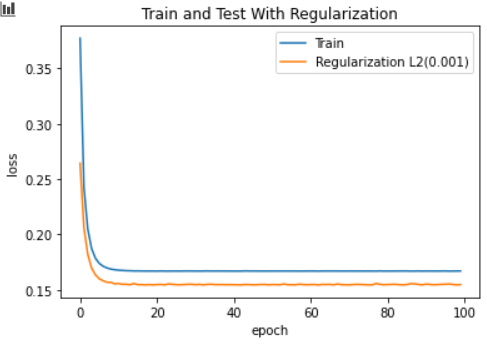 Train and Test With Regularization
Train
Regularization L2(0.001)
loss
0.35
0.30
0.25
0.20
0.15
0 20 40 60 80 100
epoch